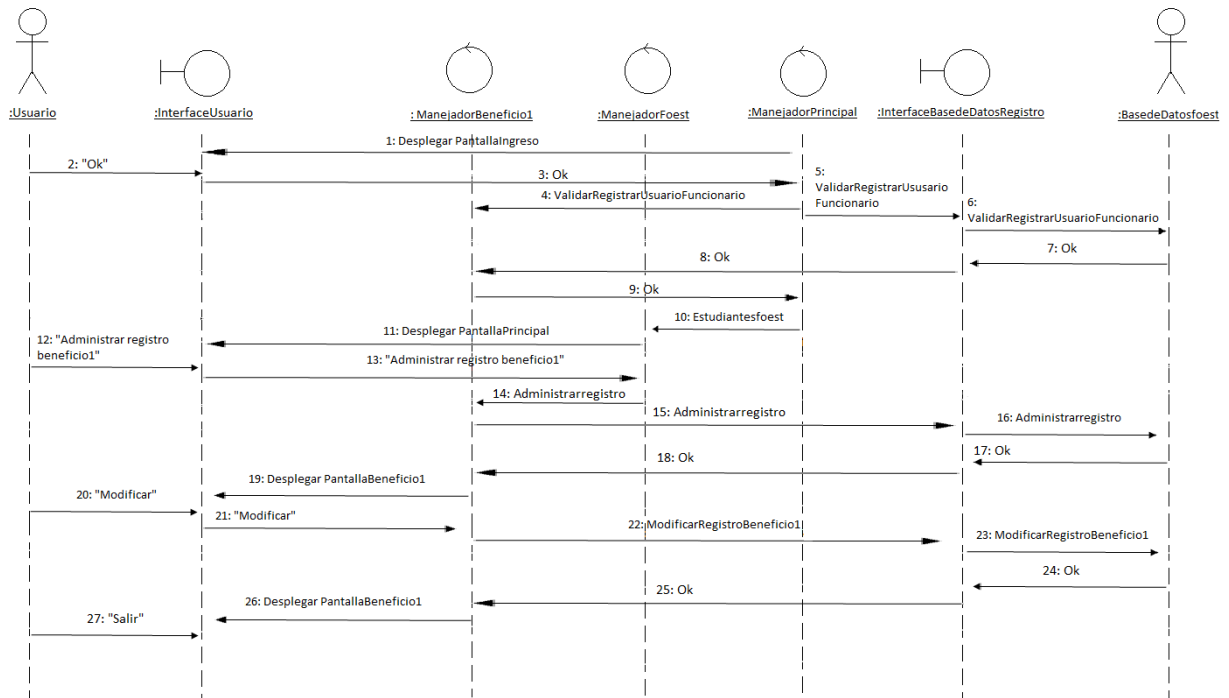 :Usuario
:InterfaceUsuario
: ManejadorBeneficio1
:ManejadorFoest
:ManejadorPrincipal
:InterfaceBasedeDatosRegistro
:BasedeDatosfoest
1: Desplegar PantallaIngreso
2: "Ok"
3: Ok
4: ValidarRegistrarUsuarioFuncionario
5:
ValidarRegistrarUsusario
Funcionario
6:
ValidarRegistrarUsuarioFuncionario
7: Ok
8: Ok
9: Ok
10: Estudiantesfoest
11: Desplegar PantallaPrincipal
12: "Administrar registro
beneficio1"
13: "Administrar registro beneficio1"
14: Administrarregistro
15: Administrarregistro
16: Administrarregistro
17: Ok
18: Ok
19: Desplegar PantallaBeneficio1
20: "Modificar"
21: "Modificar"
22: ModificarRegistroBeneficio1
23: ModificarRegistroBeneficio1
24: Ok
25: Ok
26: Desplegar PantallaBeneficio1
27: "Salir"